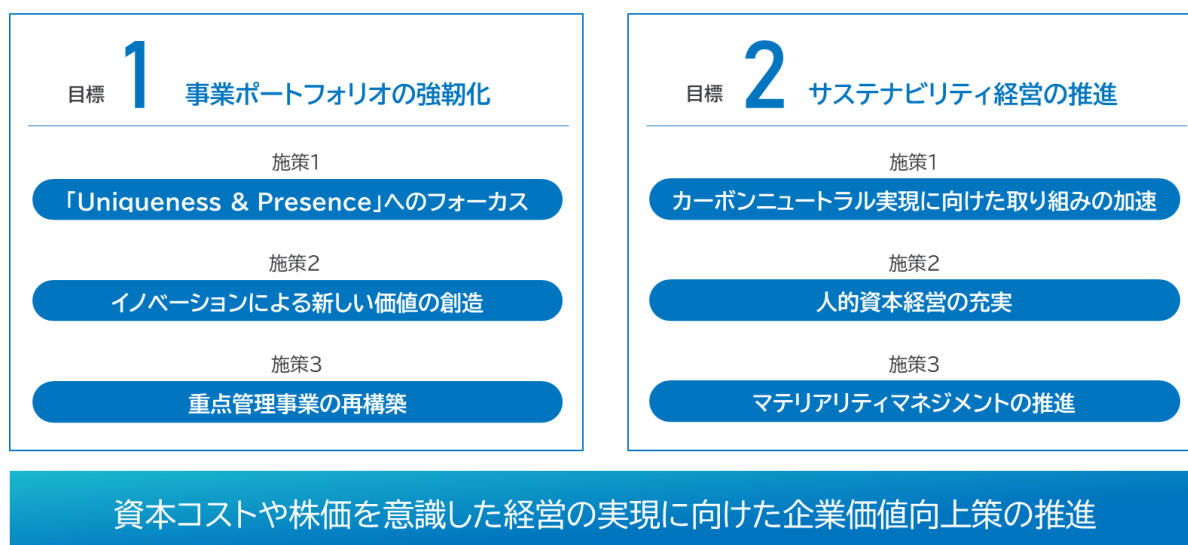 目標 1 事業ポートフォリオの強靭化
施策1
「Uniqueness & Presence」へのフォーカス
施策2
イノベーションによる新しい価値の創造
施策3
重点管理事業の再構築
目標 2 サステナビリティ経営の推進
施策1
カーボンニュートラル実現に向けた取り組みの加速
施策2
人的資本経営の充実
施策3
マテリアリティマネジメントの推進
資本コストや株価を意識した経営の実現に向けた企業価値向上策の推進